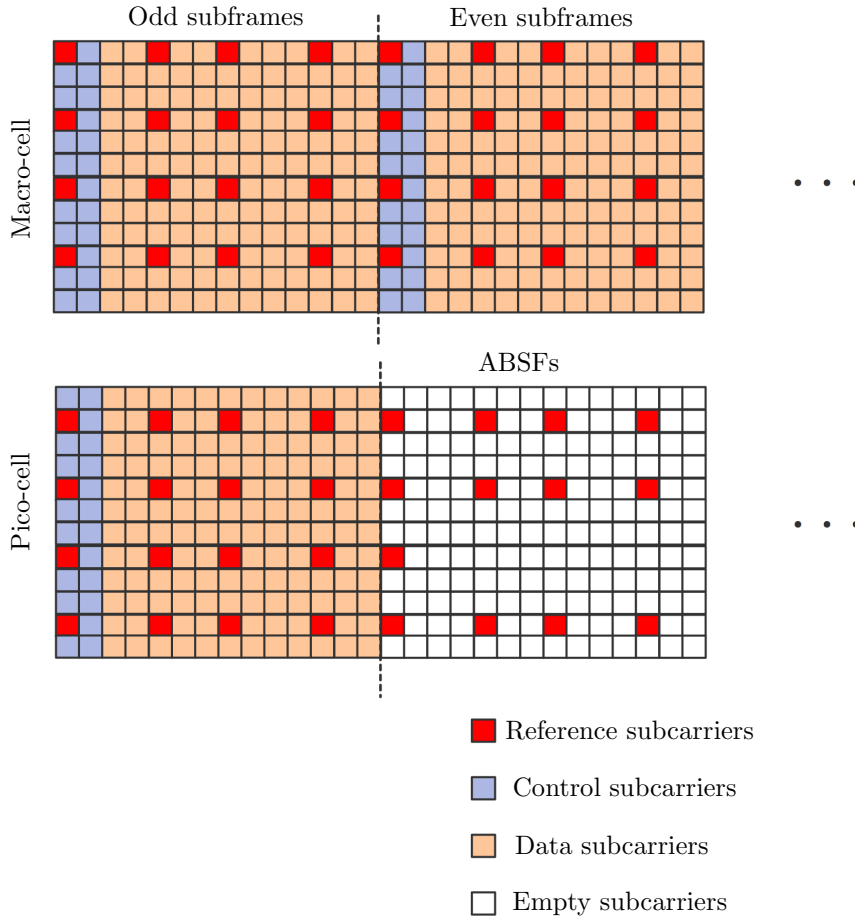 Odd subframes
Even subframes
Macro-cell
. . .
ABSFs
Pico-cell
. . .
Reference subcarriers
Control subcarriers
Data subcarriers
Empty subcarriers